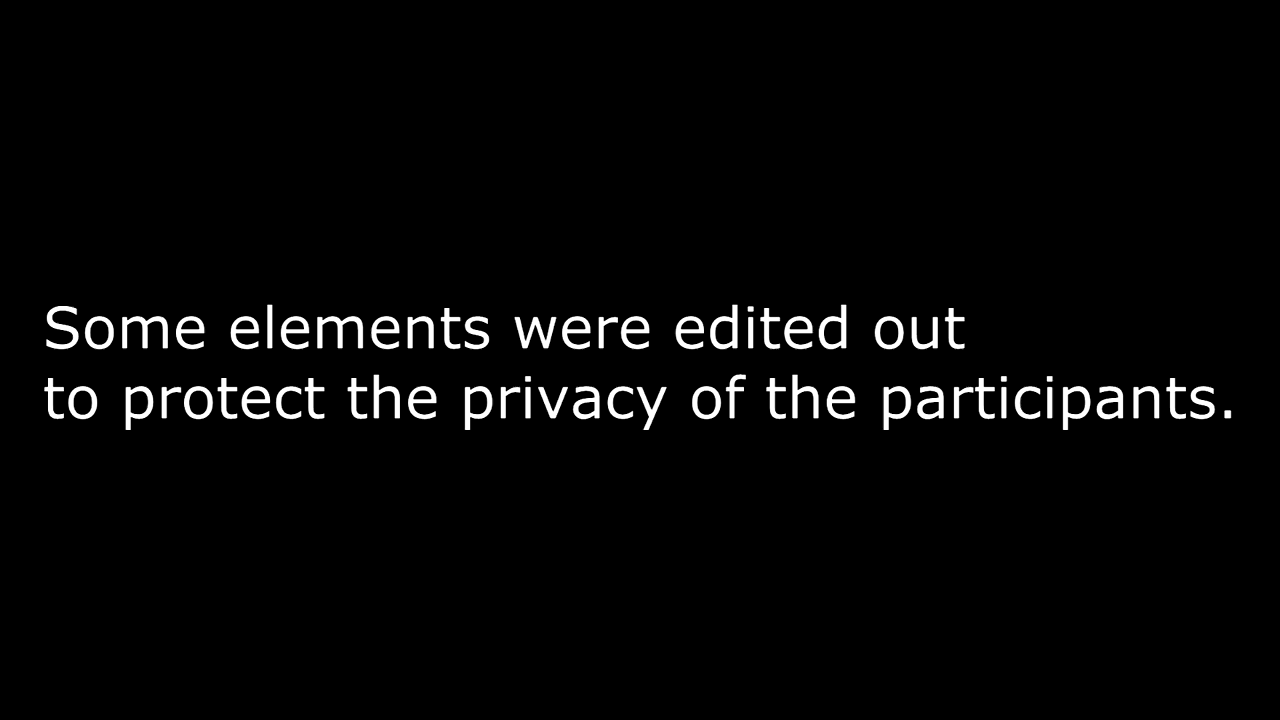 Some elements were edited out
to protect the privacy of the participants.